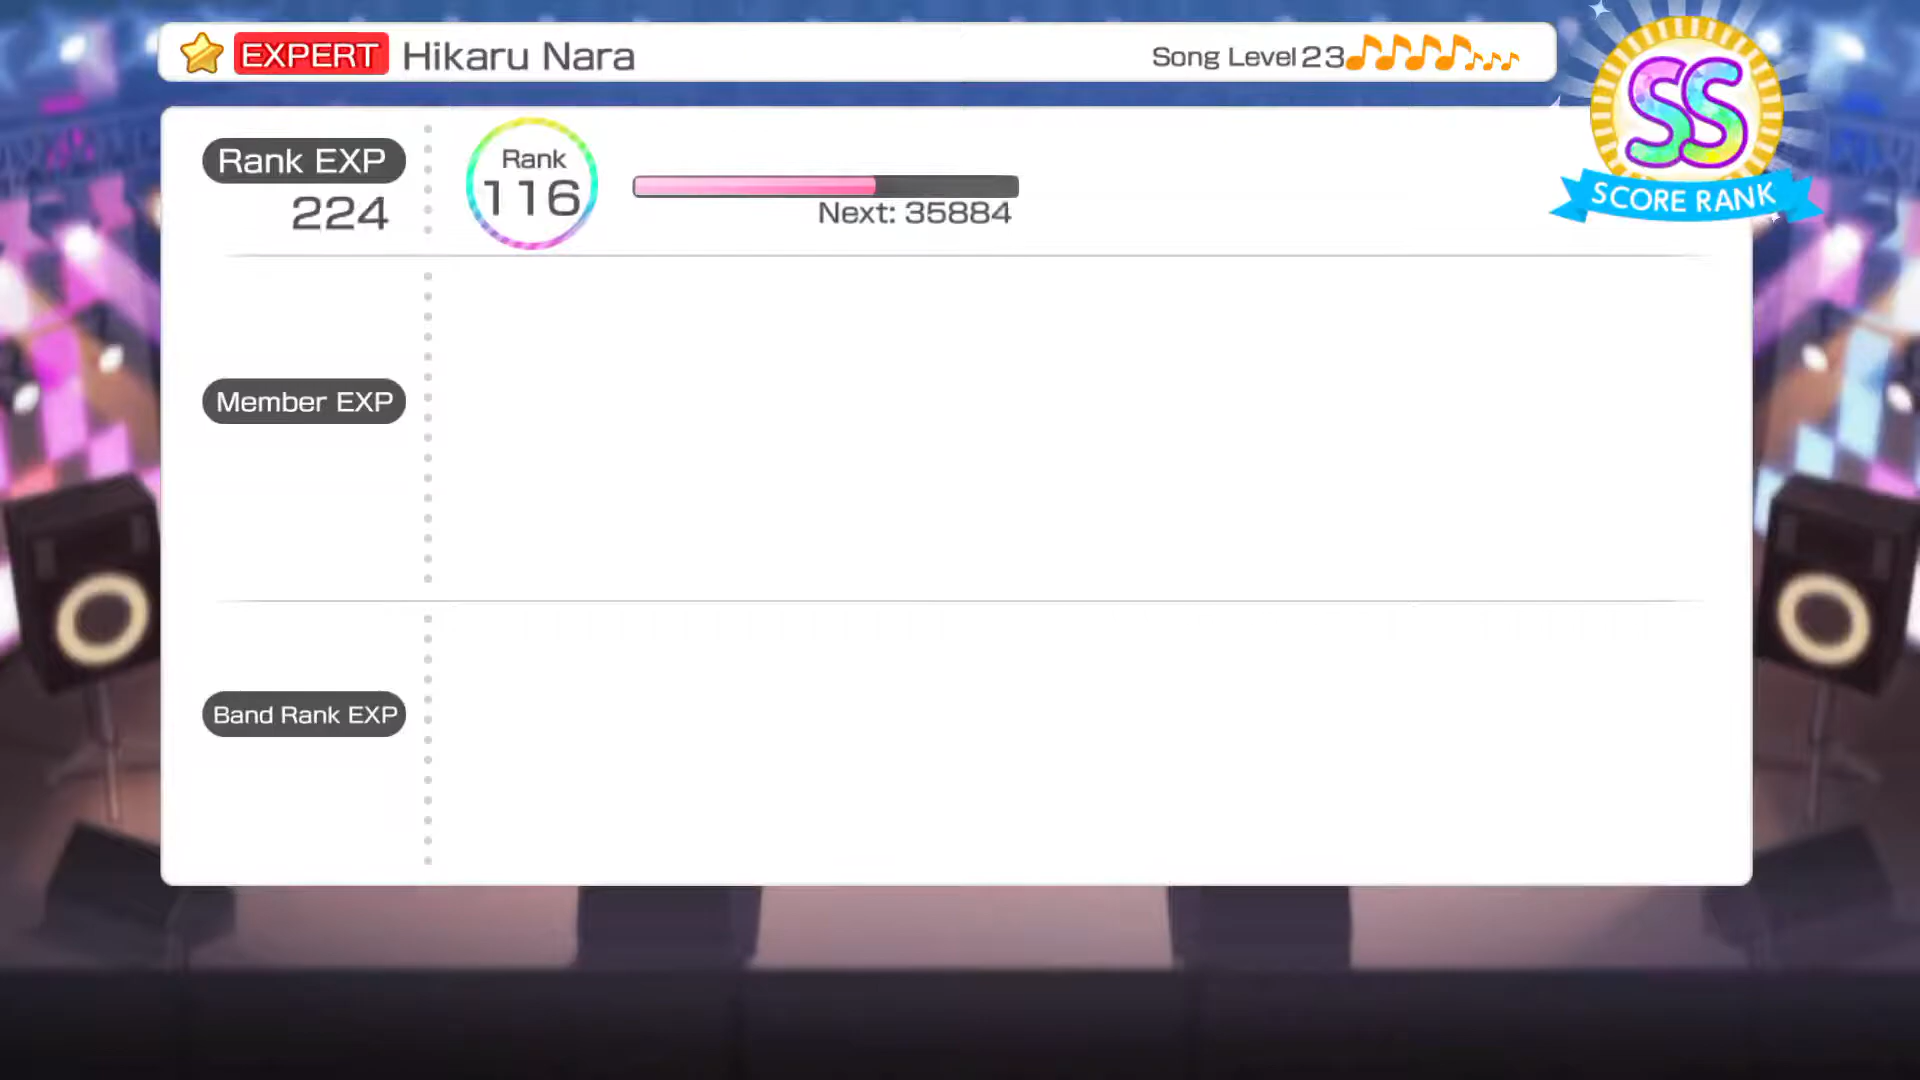 EXPERT Hikaru Nara
Song Level 23
SS
SCORE RANK
Rank EXP
224
Rank
116
Next: 35884
Member EXP
Band Rank EXP